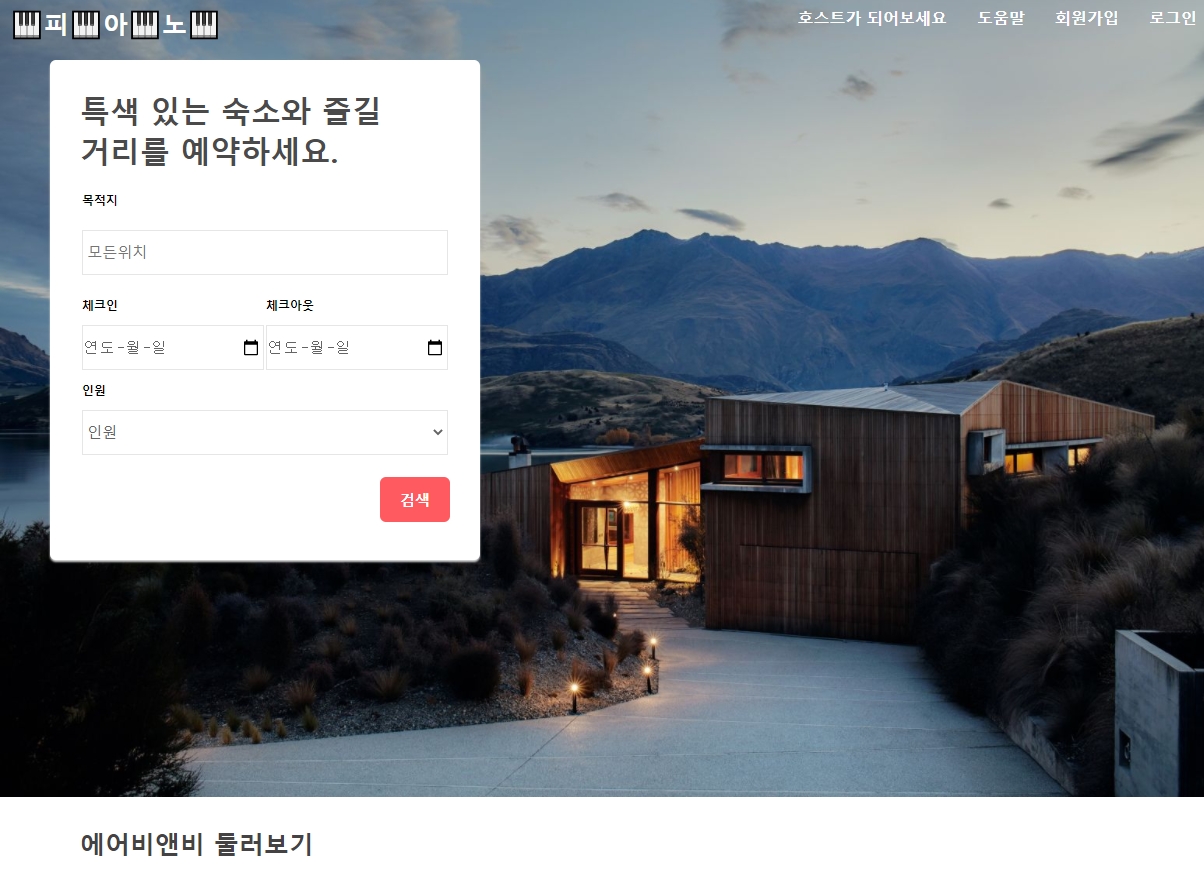 🎹피🎹아🎹노🎹
호스트가 되어보세요 도움말 회원가입 로그인
특색 있는 숙소와 즐길
거리를 예약하세요.
목적지
모든위치
체크인 체크아웃
연도-월-일 연도-월-일
인원
인원
검색
에어비앤비 둘러보기